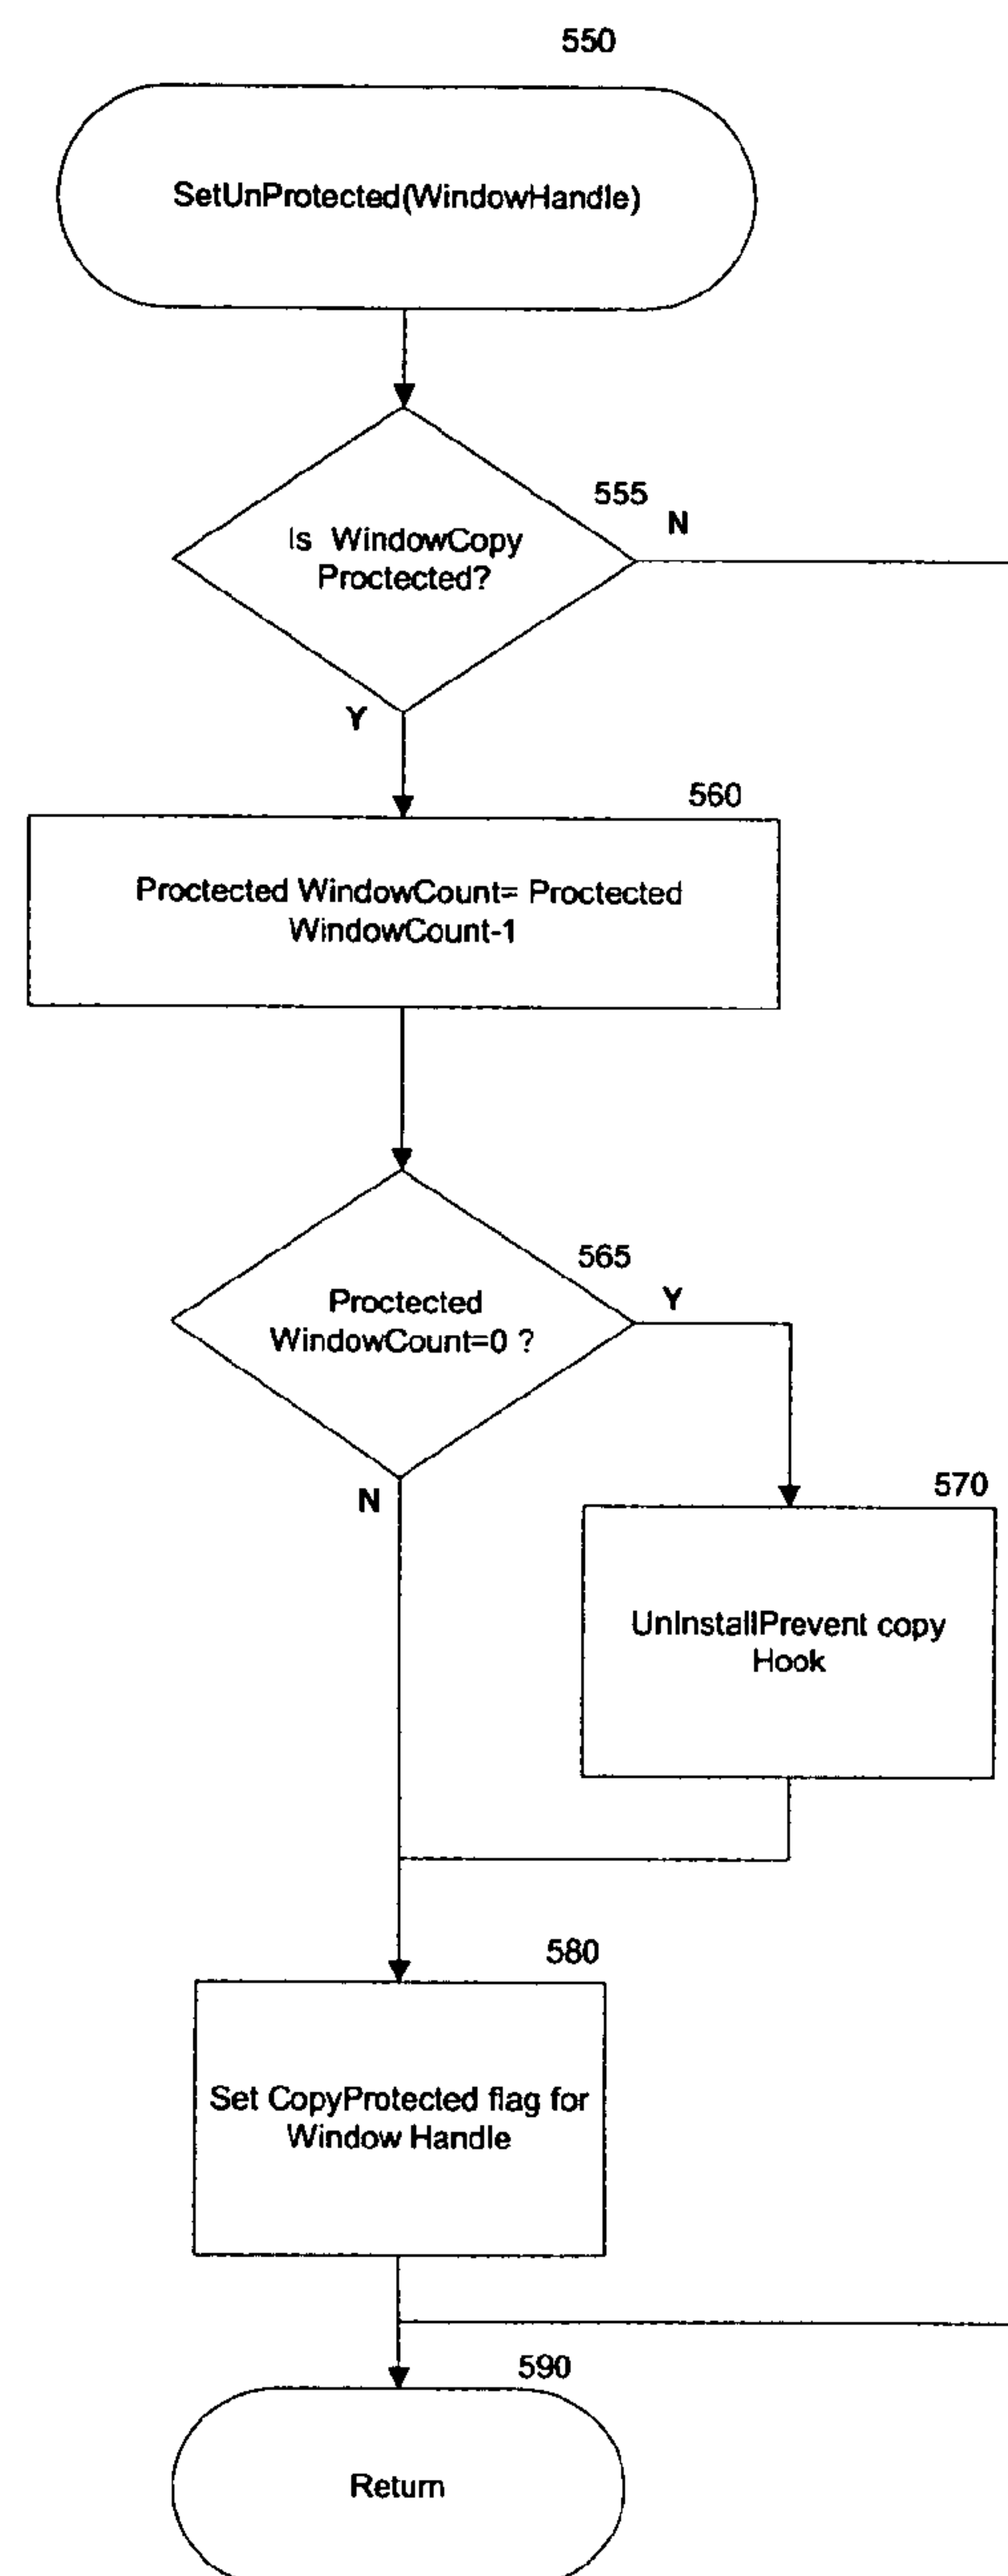 550
SetUnProtected(WindowHandle)
555
N
Is WindowCopy
Proctected?
Y
560
Proctected WindowCount= Proctected
WindowCount-1
565
Y
Proctected
WindowCount=0 ?
N
570
UnInstallPrevent copy
Hook
580
Set CopyProtected flag for
Window Handle
590
Return